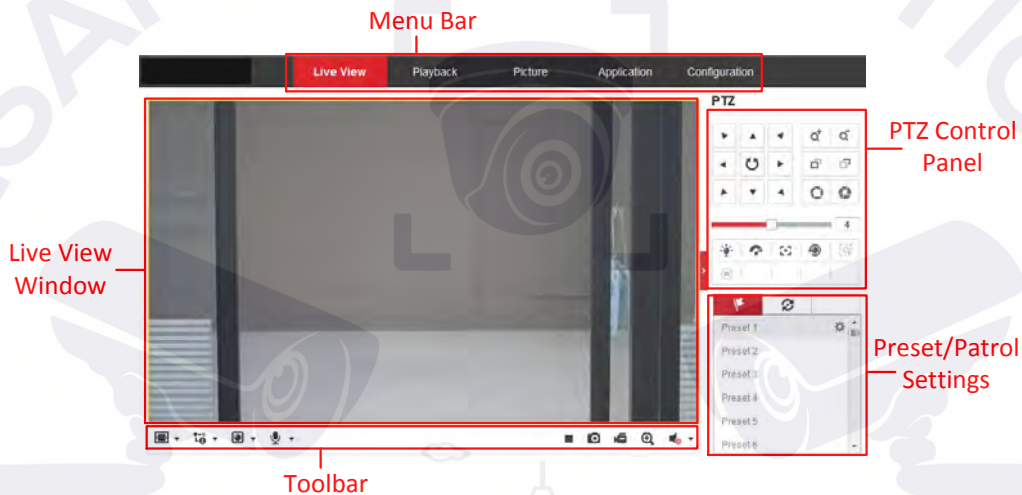 Menu Bar
Live View
Playback
Picture
Application
Configuration
PTZ
PTZ Control
Panel
4
Live View
Window
Preset 1
Preset 2
Preset 3
Preset 4
Preset 5
Preset 6
Preset/Patrol
Settings
Toolbar